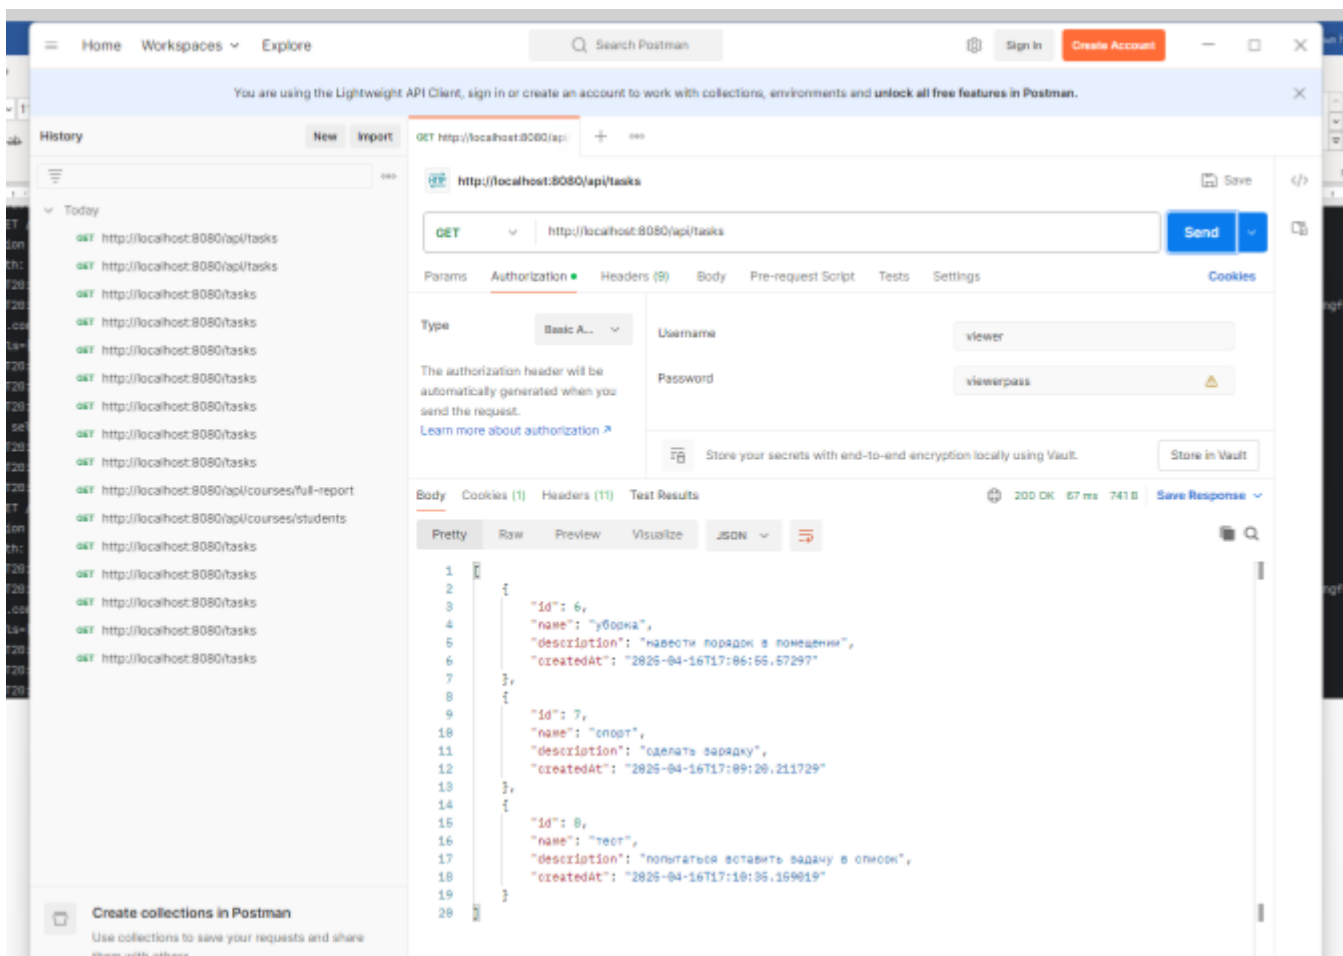 Home Workspaces Explore Search Postman Sign In Create Account
You are using the Lightweight API Client, sign in or create an account to work with collections, environments and unlock all free features in Postman.
History New Import
Today
GET http://localhost:8080/api/tasks
GET http://localhost:8080/api/tasks
GET http://localhost:8080/tasks
GET http://localhost:8080/tasks
GET http://localhost:8080/tasks
GET http://localhost:8080/tasks
GET http://localhost:8080/tasks
GET http://localhost:8080/tasks
GET http://localhost:8080/tasks
GET http://localhost:8080/api/courses/full-report
GET http://localhost:8080/api/courses/students
GET http://localhost:8080/tasks
GET http://localhost:8080/tasks
GET http://localhost:8080/tasks
GET http://localhost:8080/tasks
GET http://localhost:8080/tasks
Create collections in Postman
Use collections to save your requests and share
them with others
GET http://localhost:8080/api
HTTP http://localhost:8080/api/tasks Save
GET http://localhost:8080/api/tasks Send
Params Authorization Headers (9) Body Pre-request Script Tests Settings Cookies
Type Basic A...
The authorization header will be
automatically generated when you
send the request.
Learn more about authorization
Username viewer
Password viewerpass
Store your secrets with end-to-end encryption locally using Vault. Store in Vault
Body Cookies (1) Headers (11) Test Results 200 OK 67 ms 741 B Save Response
Pretty Raw Preview Visualize JSON
1 [
2 {
3 "id": 6,
4 "name": "уборка",
5 "description": "навести порядок в помещении",
6 "createdAt": "2025-04-16T17:06:55.57297"
7 },
8 {
9 "id": 7,
10 "name": "спорт",
11 "description": "сделать зарядку",
12 "createdAt": "2025-04-16T17:09:20.211729"
13 },
14 {
15 "id": 8,
16 "name": "тест",
17 "description": "попытаться вставить задачу в список",
18 "createdAt": "2025-04-16T17:10:35.159019"
19 }
20 ]